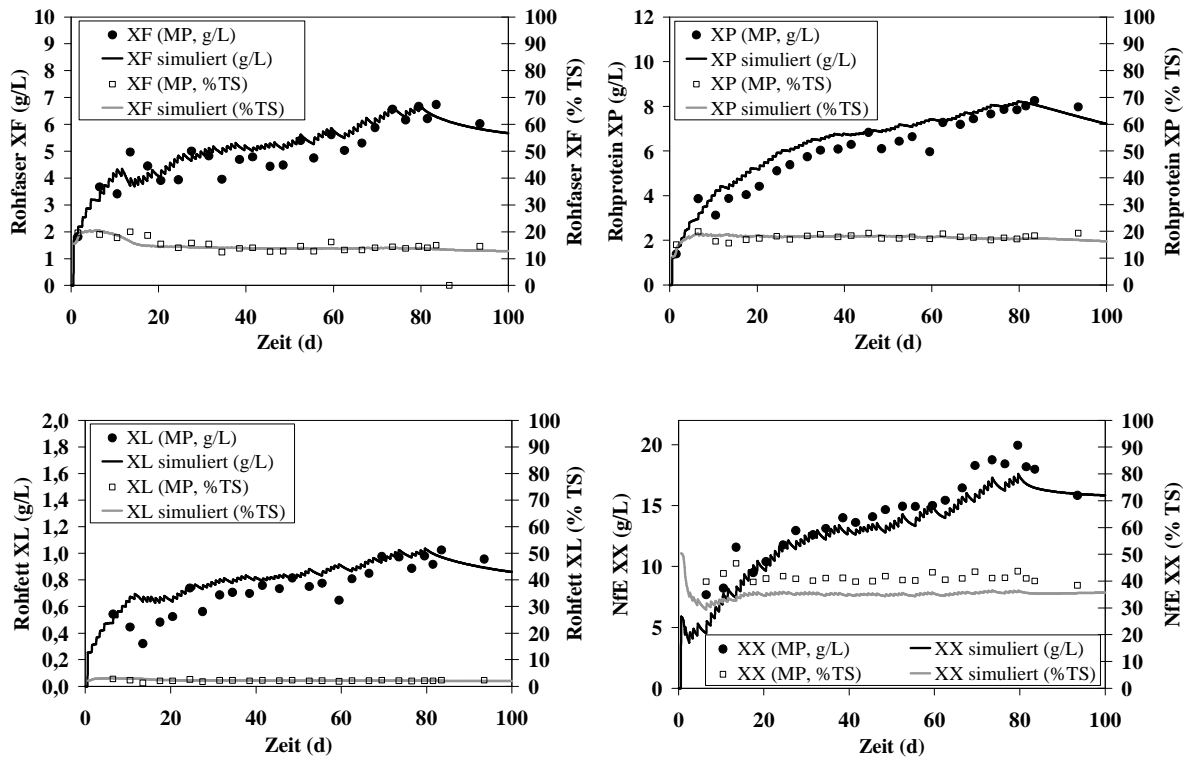 XF (MP, g/L)
XF simuliert (g/L)
XF (MP, %TS)
XF simuliert (%TS)
Rohfaser XF (g/L)
10
9
8
7
6
5
4
3
2
1
0
Rohfaser XF (% TS)
100
90
80
70
60
50
40
30
20
10
0
0 20 40 60 80 100
Zeit (d)
XP (MP, g/L)
XP simuliert (g/L)
XP (MP, %TS)
XP simuliert (%TS)
Rohprotein XP (g/L)
12
10
8
6
4
2
0
Rohprotein XP (% TS)
100
90
80
70
60
50
40
30
20
10
0
0 20 40 60 80 100
Zeit (d)
XL (MP, g/L)
XL simuliert (g/L)
XL (MP, %TS)
XL simuliert (%TS)
Rohfett XL (g/L)
2,0
1,8
1,6
1,4
1,2
1,0
0,8
0,6
0,4
0,2
0,0
Rohfett XL (% TS)
100
90
80
70
60
50
40
30
20
10
0
0 20 40 60 80 100
Zeit (d)
NfE XX (g/L)
20
15
10
5
0
NfE XX (% TS)
100
90
80
70
60
50
40
30
20
10
0
XX (MP, g/L) XX simuliert (g/L)
XX (MP, %TS) XX simuliert (%TS)
0 20 40 60 80 100
Zeit (d)